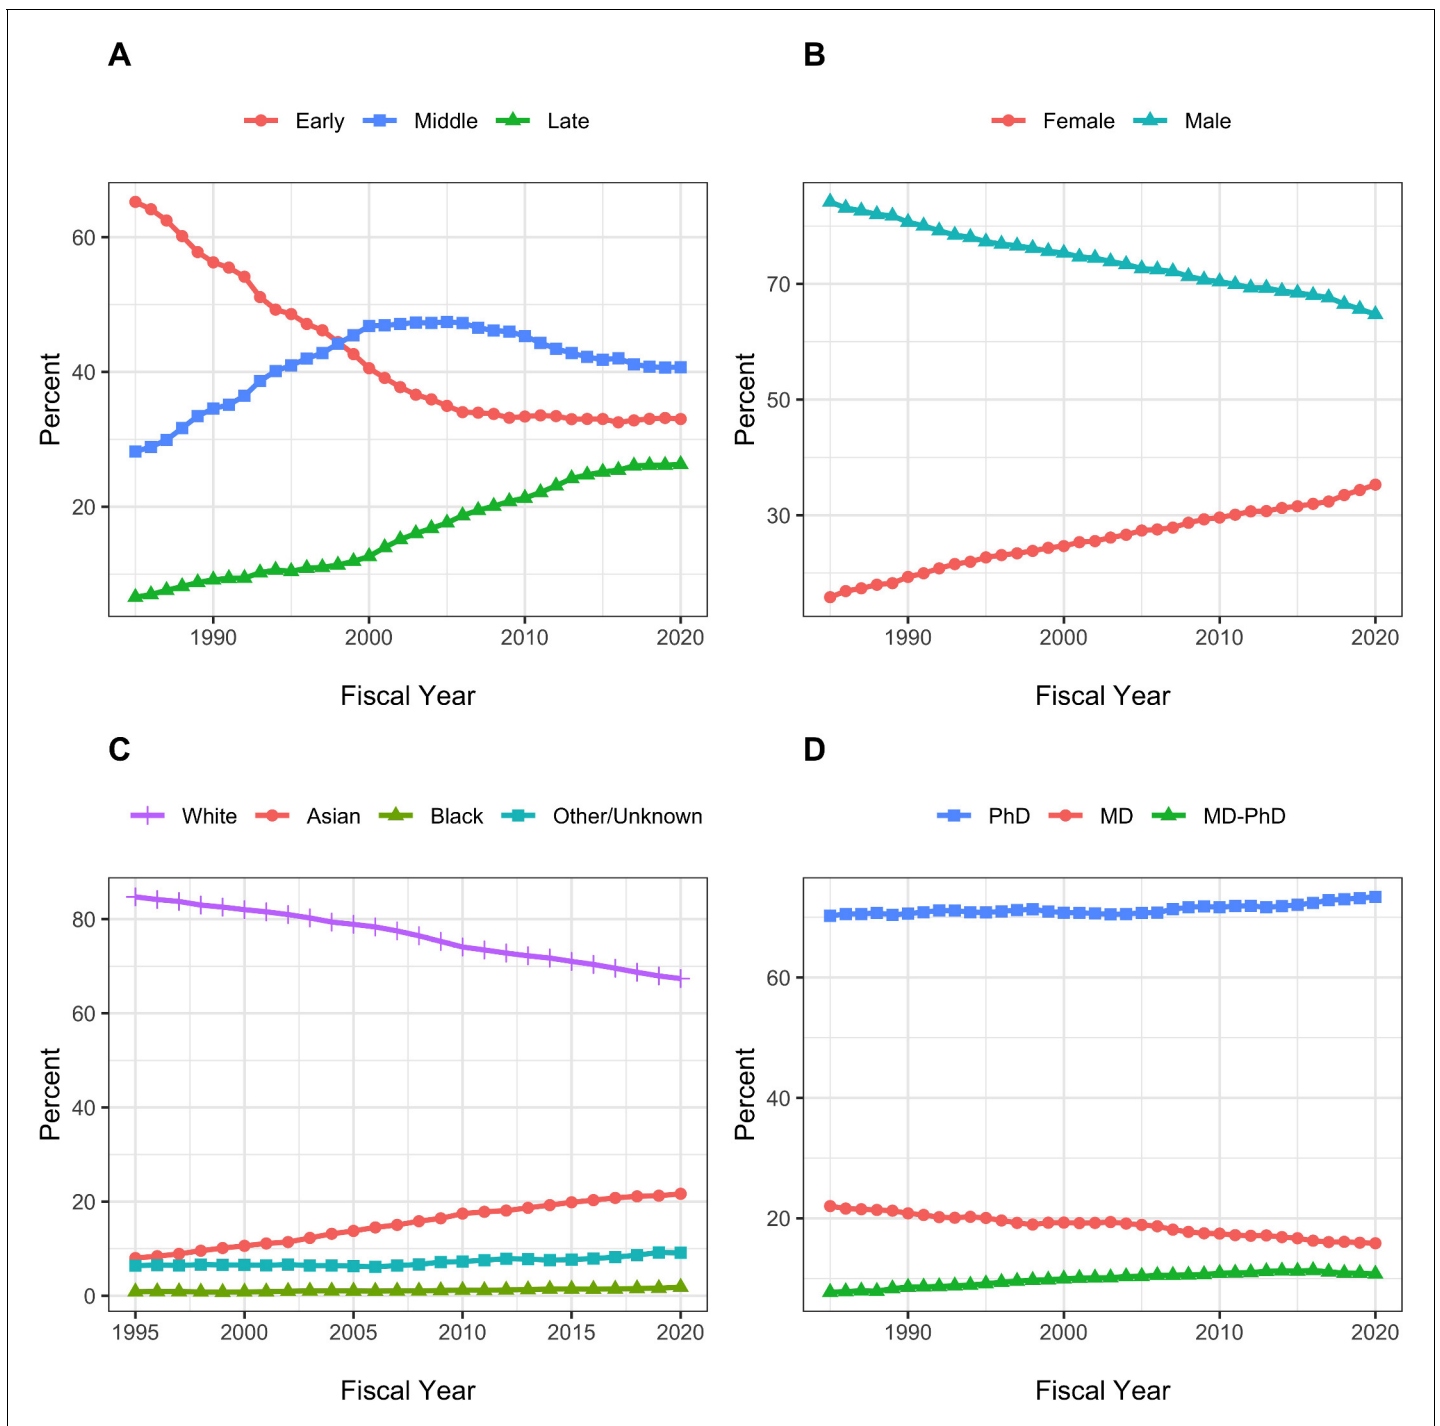 A
Early Middle Late
60
40
20
Percent
1990 2000 2010 2020
Fiscal Year
B
Female Male
70
50
30
Percent
1990 2000 2010 2020
Fiscal Year
C
White Asian Black Other/Unknown
80
60
40
20
0
Percent
1995 2000 2005 2010 2015 2020
Fiscal Year
D
PhD MD MD-PhD
60
40
20
Percent
1990 2000 2010 2020
Fiscal Year